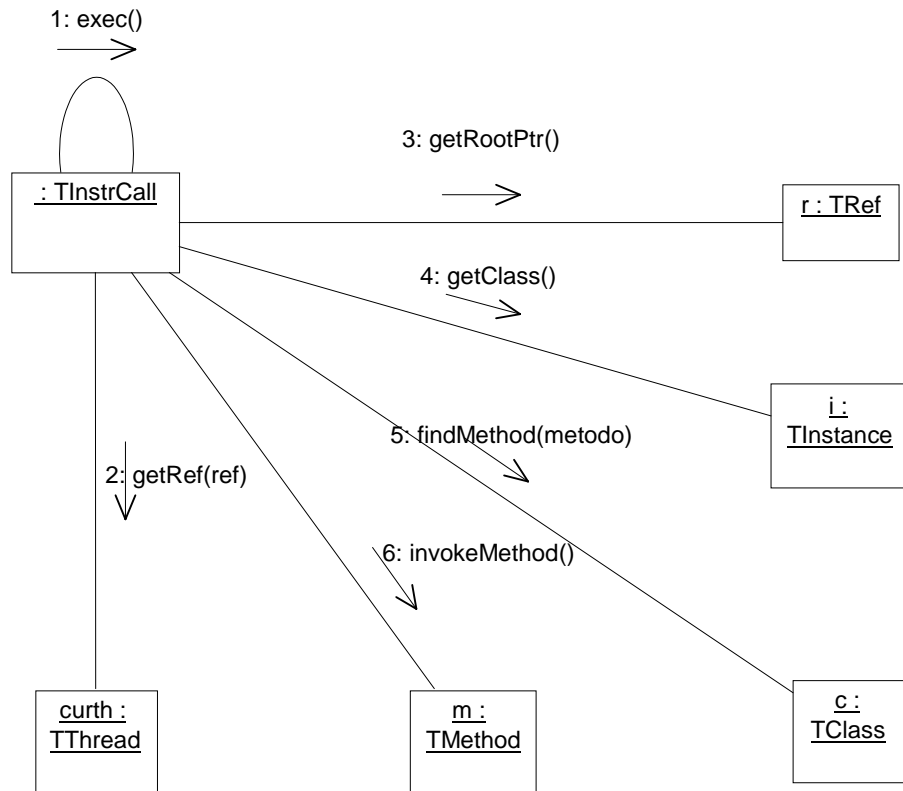 1: exec()
3: getRootPtr()
: TInstrCall
r : TRef
4: getClass()
i :
TInstance
5: findMethod(metodo)
2: getRef(ref)
6: invokeMethod()
curth :
TThread
m :
TMethod
c :
TClass